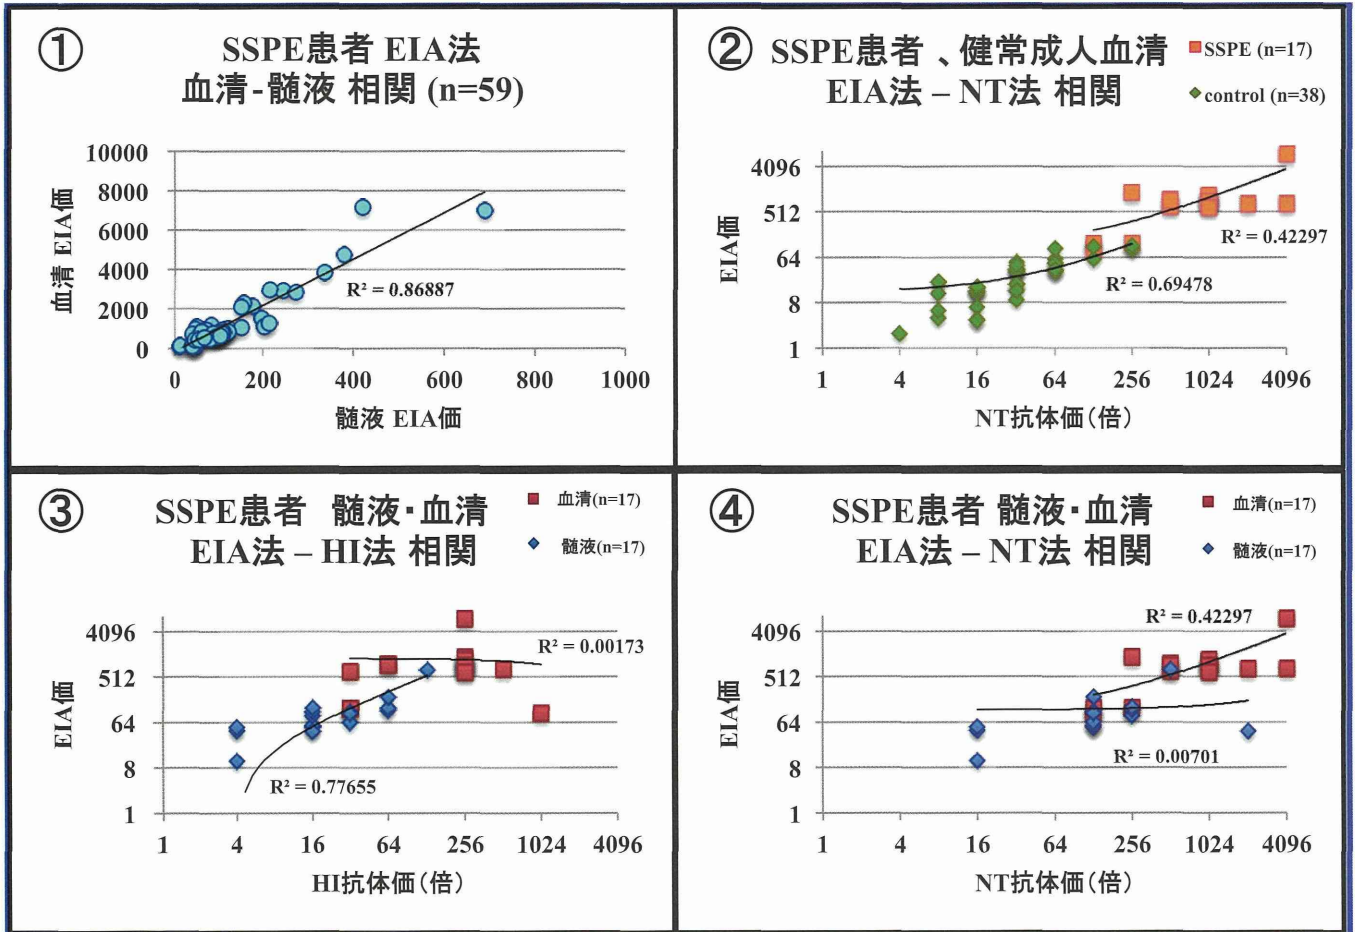 ①
SSPE患者 EIA法
血清-髄液 相関 (n=59)
血清 EIA価
10000
8000
6000
4000
2000
0
R² = 0.86887
0 200 400 600 800 1000
髄液 EIA価
②
SSPE患者 、健常成人血清
EIA法 – NT法 相関
SSPE (n=17)
control (n=38)
EIA価
4096
512
64
8
1
R² = 0.42297
R² = 0.69478
1 4 16 64 256 1024 4096
NT抗体価(倍)
③
SSPE患者 髄液・血清
EIA法 – HI法 相関
血清(n=17)
髄液(n=17)
EIA価
4096
512
64
8
1
R² = 0.00173
R² = 0.77655
1 4 16 64 256 1024 4096
HI抗体価(倍)
④
SSPE患者 髄液・血清
EIA法 – NT法 相関
血清(n=17)
髄液(n=17)
EIA価
4096
512
64
8
1
R² = 0.42297
R² = 0.00701
1 4 16 64 256 1024 4096
NT抗体価(倍)